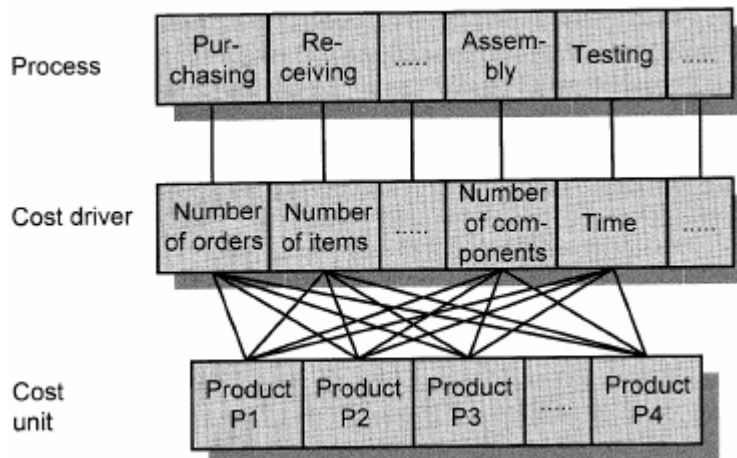 Process
Pur-
chasing
Re-
ceiving
.....
Assem-
bly
Testing
.....
Cost driver
Number
of orders
Number
of items
.....
Number
of com-
ponents
Time
.....
Cost
unit
Product
P1
Product
P2
Product
P3
.....
Product
P4